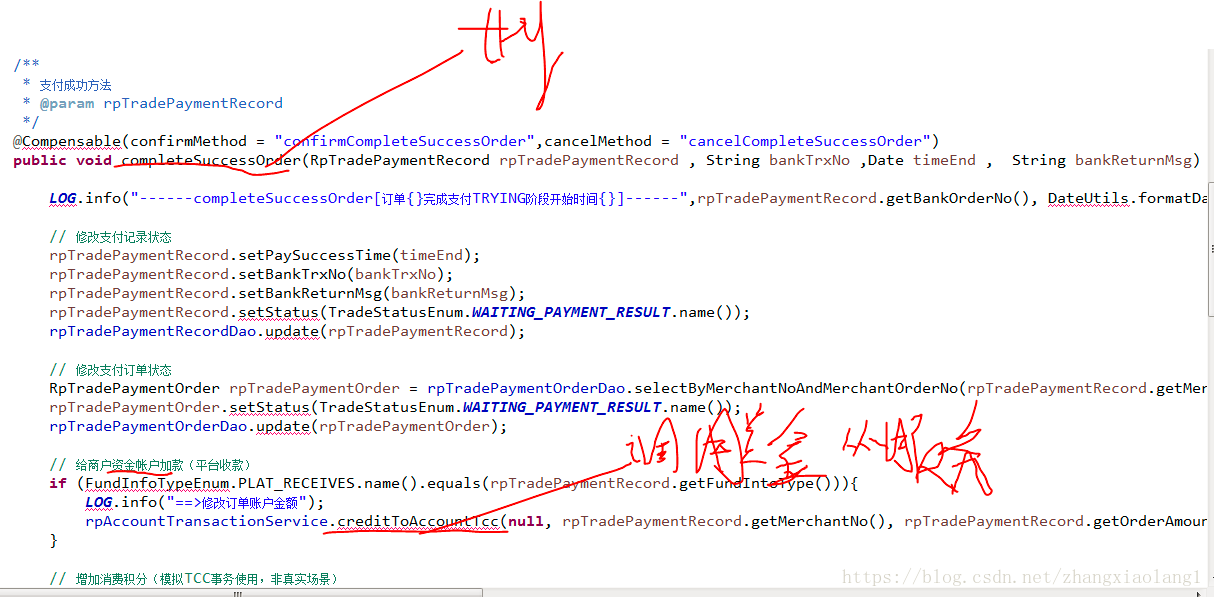 try
/**
* 支付成功方法
* @param rpTradePaymentRecord
*/
@Compensable(confirmMethod = "confirmCompleteSuccessOrder",cancelMethod = "cancelCompleteSuccessOrder")
public void completeSuccessOrder(RpTradePaymentRecord rpTradePaymentRecord , String bankTrxNo ,Date timeEnd , String bankReturnMsg)
LOG.info("------completeSuccessOrder[订单{}完成支付TRYING阶段开始时间{}]------",rpTradePaymentRecord.getBankOrderNo(), DateUtils.formatDa
// 修改支付记录状态
rpTradePaymentRecord.setPaySuccessTime(timeEnd);
rpTradePaymentRecord.setBankTrxNo(bankTrxNo);
rpTradePaymentRecord.setBankReturnMsg(bankReturnMsg);
rpTradePaymentRecord.setStatus(TradeStatusEnum.WAITING_PAYMENT_RESULT.name());
rpTradePaymentRecordDao.update(rpTradePaymentRecord);
// 修改支付订单状态
RpTradePaymentOrder rpTradePaymentOrder = rpTradePaymentOrderDao.selectByMerchantNoAndMerchantOrderNo(rpTradePaymentRecord.getMer
rpTradePaymentOrder.setStatus(TradeStatusEnum.WAITING_PAYMENT_RESULT.name());
rpTradePaymentOrderDao.update(rpTradePaymentOrder);
调用 金 从服务
// 给商户资金帐户加款（平台收款）
if (FundInfoTypeEnum.PLAT_RECEIVES.name().equals(rpTradePaymentRecord.getFundIntoType())){
LOG.info("==>修改订单账户金额");
rpAccountTransactionService.creditToAccountTcc(null, rpTradePaymentRecord.getMerchantNo(), rpTradePaymentRecord.getOrderAmoun
}
// 增加消费积分（模拟TCC事务使用，非真实场景）
https://blog.csdn.net/zhangxiaolang1